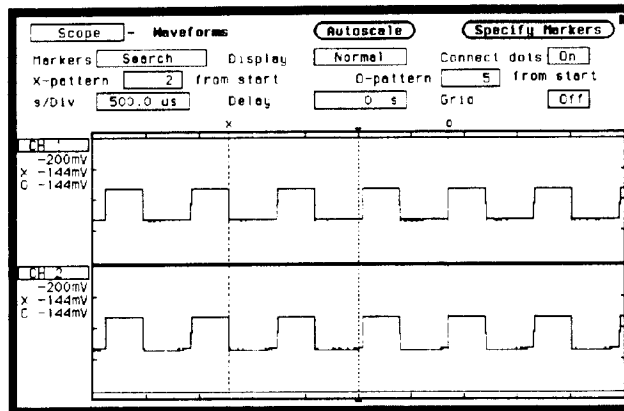 Scope - Waveforms Autoscale Specify Markers
Markers Search Display Normal Connect dots On
X-pattern 2 from start O-pattern 5 from start
s/Div 500.0 us Delay 0 s Grid Off
X O
CH 1
-200mV
X -144mV
O -144mV
CH 2
-200mV
X -144mV
O -144mV